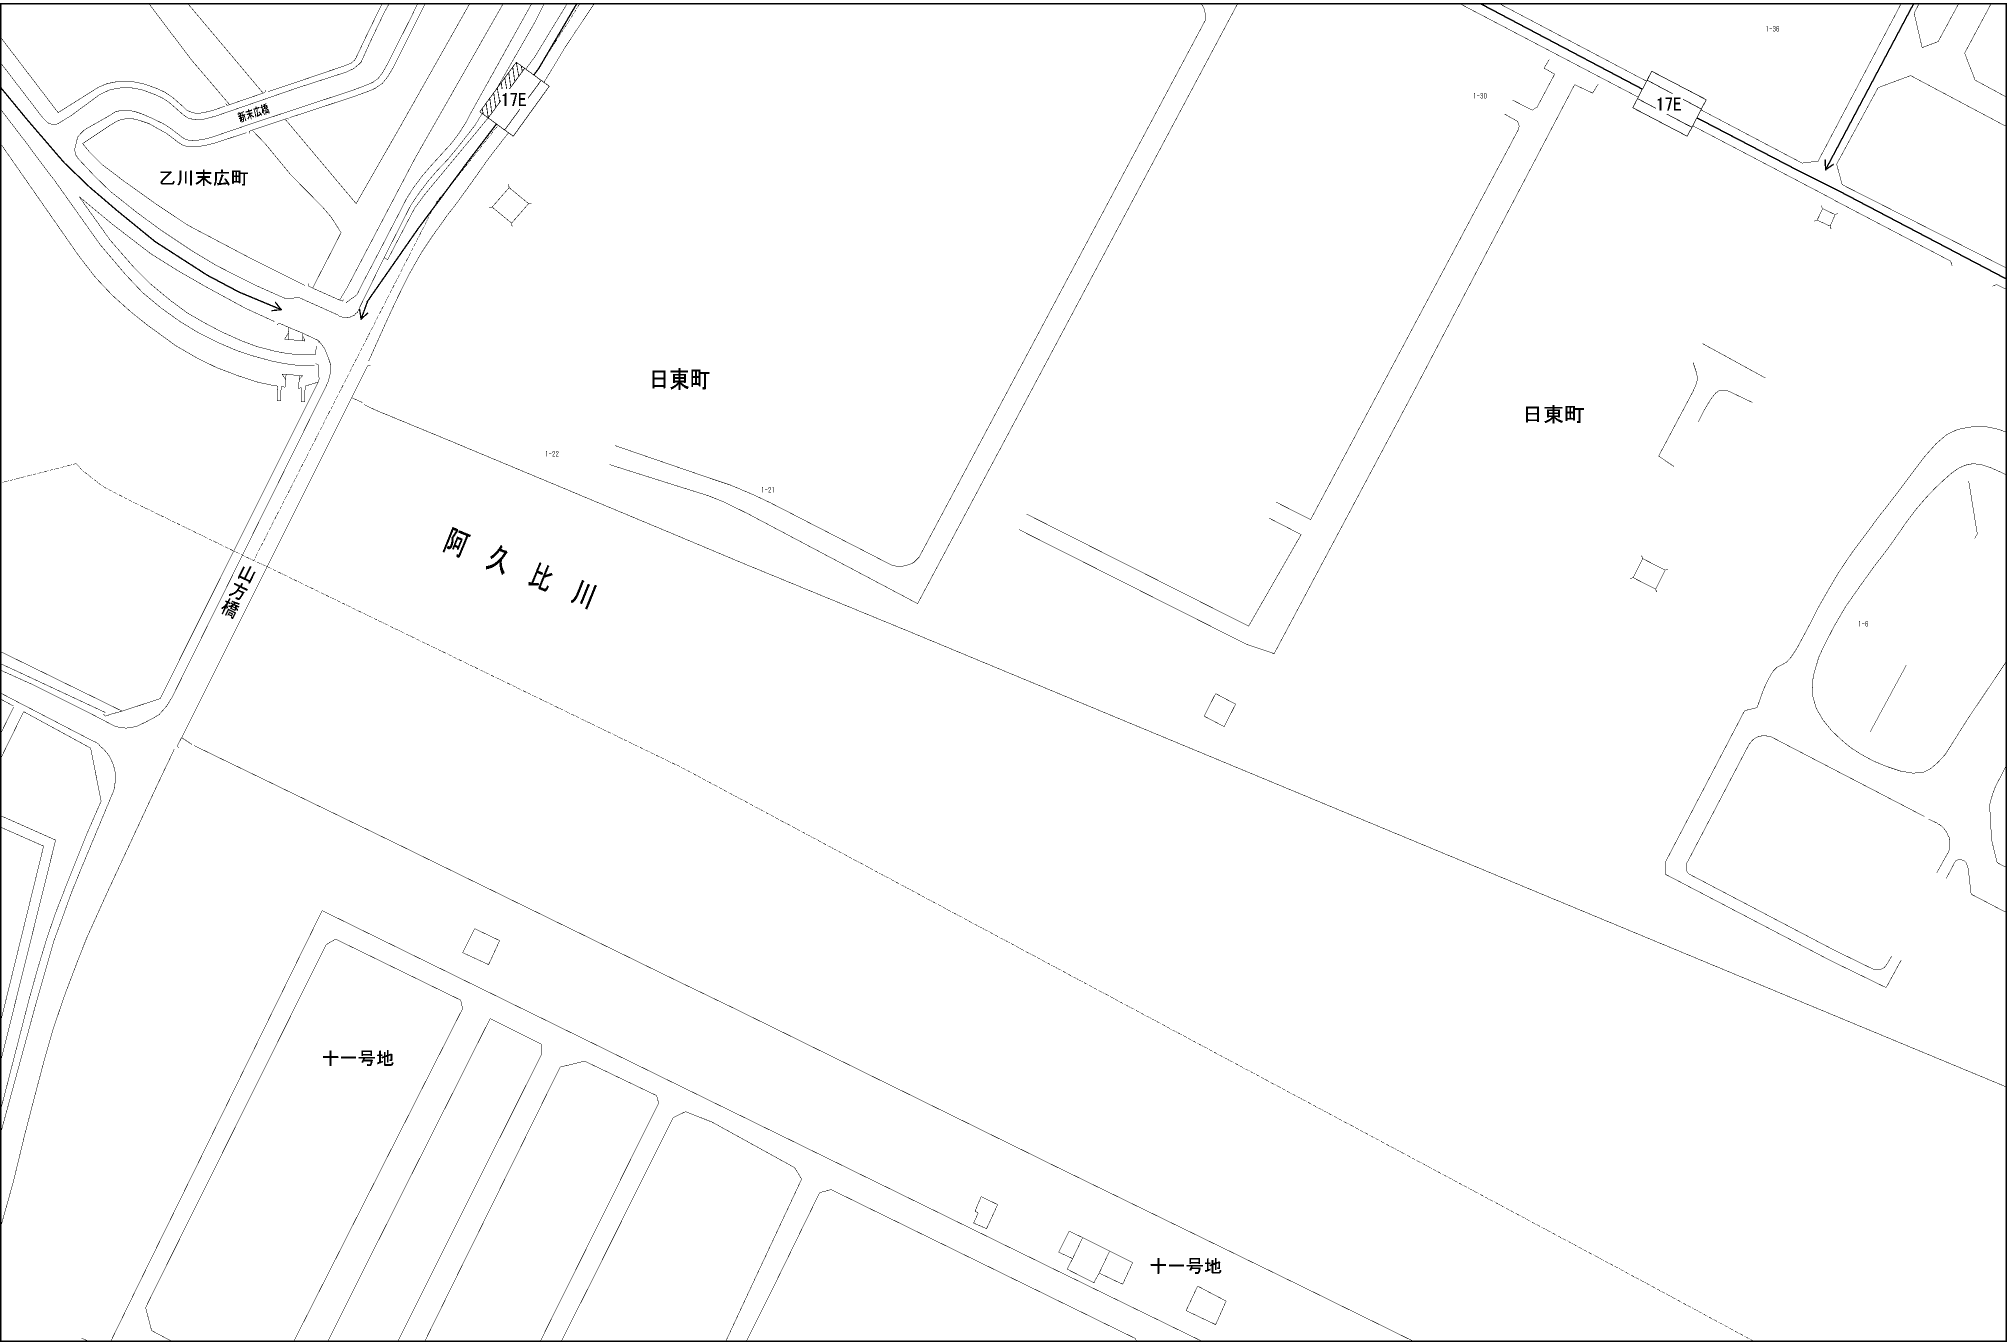 1-36
17E
1-30
17E
新末広橋
乙川末広町
日東町
日東町
1-22
1-21
阿久比川
山方橋
1-6
十一号地
十一号地